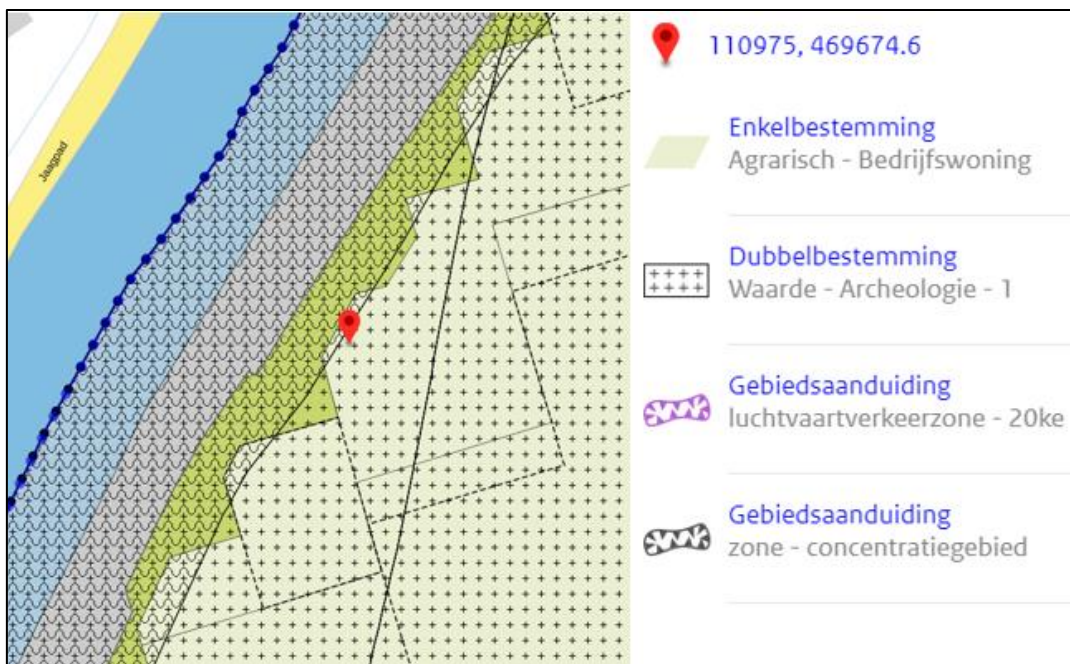 Jaagpad
110975, 469674.6
Enkelbestemming
Agrarisch - Bedrijfswoning
Dubbelbestemming
Waarde - Archeologie - 1
Gebiedsaanduiding
luchtvaartverkeerzone - 20ke
Gebiedsaanduiding
zone - concentratiegebied